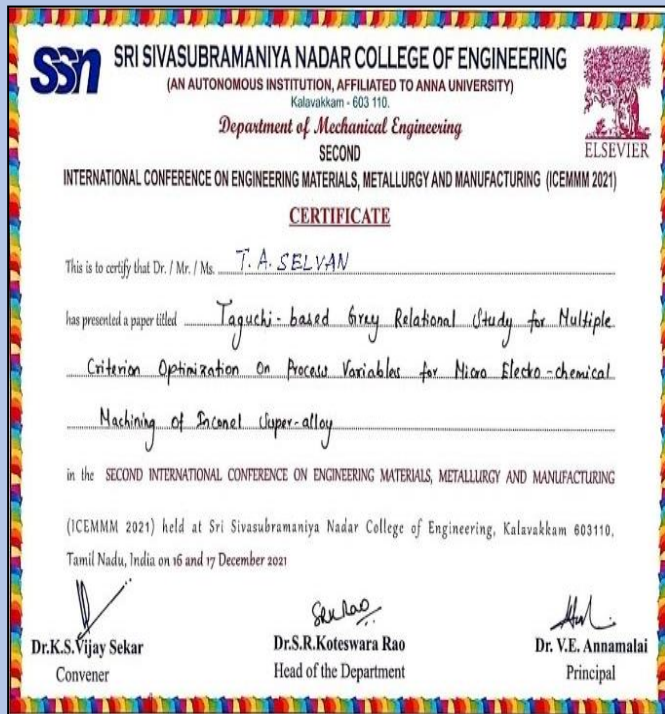 ssn
SRI SIVASUBRAMANIYA NADAR COLLEGE OF ENGINEERING
(AN AUTONOMOUS INSTITUTION, AFFILIATED TO ANNA UNIVERSITY)
Kalavakkam - 603 110.
Department of Mechanical Engineering
ELSEVIER
SECOND
INTERNATIONAL CONFERENCE ON ENGINEERING MATERIALS, METALLURGY AND MANUFACTURING (ICEMMM 2021)
CERTIFICATE
This is to certify that Dr. / Mr. / Ms. T. A. SELVAN
has presented a paper titled Taguchi-based Grey Relational Study for Multiple
Criterion Optimization On Process Variables for Micro Electo-chemical
Machining of Inconel Super-alloy
in the SECOND INTERNATIONAL CONFERENCE ON ENGINEERING MATERIALS, METALLURGY AND MANUFACTURING
(ICEMMM 2021) held at Sri Sivasubramaniya Nadar College of Engineering, Kalavakkam 603110,
Tamil Nadu, India on 16 and 17 December 2021
SRKRao
Dr.K.S.Vijay Sekar
Convener
Dr.S.R.Koteswara Rao
Head of the Department
Dr. V.E. Annamalai
Principal